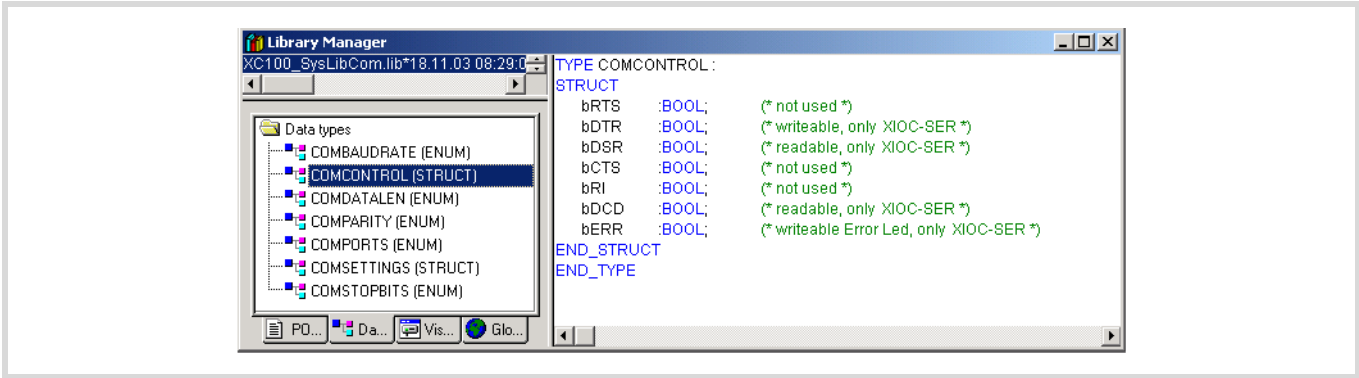 Library Manager
XC100_SysLibCom.lib*18.11.03 08:29:0
Data types
COMBAUDRATE (ENUM)
COMCONTROL (STRUCT)
COMDATALEN (ENUM)
COMPARITY (ENUM)
COMPORTS (ENUM)
COMSETTINGS (STRUCT)
COMSTOPBITS (ENUM)
PO... Da... Vis... Glo...
TYPE COMCONTROL :
STRUCT
bRTS :BOOL; (* not used *)
bDTR :BOOL; (* writeable, only XIOC-SER *)
bDSR :BOOL; (* readable, only XIOC-SER *)
bCTS :BOOL; (* not used *)
bRI :BOOL; (* not used *)
bDCD :BOOL; (* readable, only XIOC-SER *)
bERR :BOOL; (* writeable Error Led, only XIOC-SER *)
END_STRUCT
END_TYPE